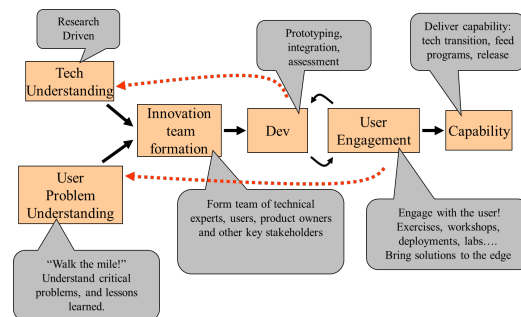 Research
Driven
Prototyping,
integration,
assessment
Deliver capability:
tech transition, feed
programs, release
Tech
Understanding
Innovation
team
formation
Dev
User
Engagement
Capability
User
Problem
Understanding
Form team of technical
experts, users, product owners
and other key stakeholders
Engage with the user!
Exercises, workshops,
deployments, labs….
Bring solutions to the edge
“Walk the mile!”
Understand critical
problems, and lessons
learned.